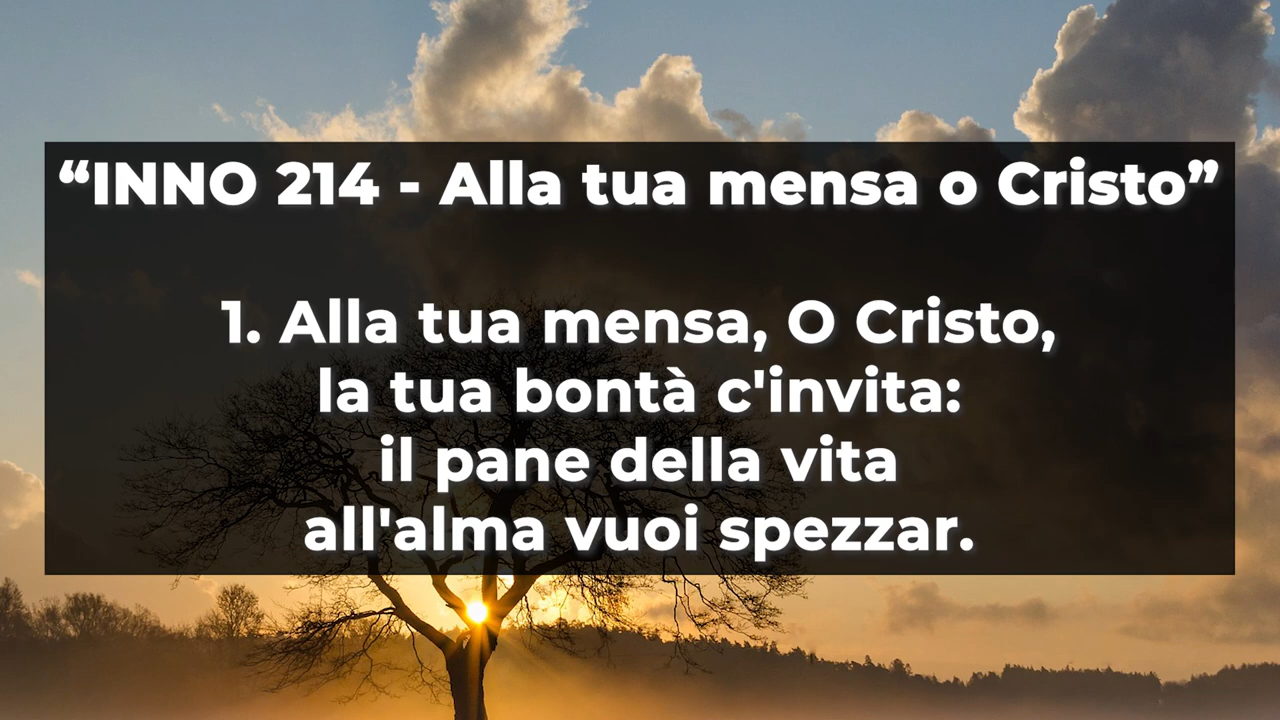 “INNO 214 - Alla tua mensa o Cristo”
1. Alla tua mensa, O Cristo,
la tua bontà c'invita:
il pane della vita
all'alma vuoi spezzar.